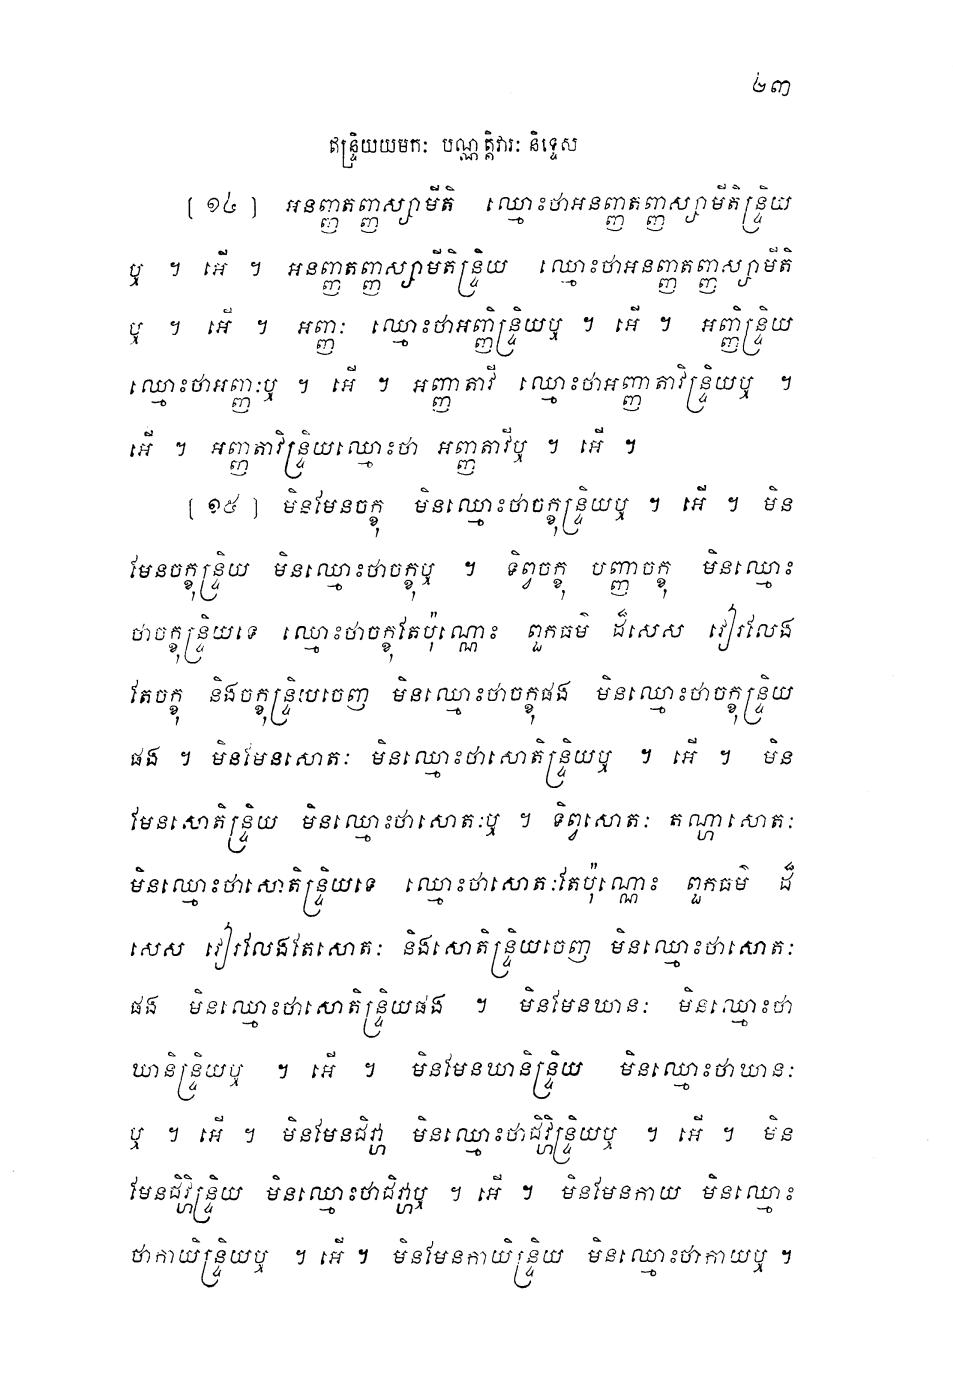 ៤៣
ឥន្ទ្រិយយមកៈ បណ្ណត្តិវារៈ និទ្ទេស
[ ១៤ ] អនញ្ញតញ្ញស្សាមីតិ ឈ្មោះថាអនញ្ញតញ្ញស្សាមីតិន្ទ្រិយ
ឬ ។ អើ ។ អនញ្ញតញ្ញស្សាមីតិន្ទ្រិយ ឈ្មោះថាអនញ្ញតញ្ញស្សាមីតិ
ឬ ។ អើ ។ អញ្ញៈ ឈ្មោះថាអញ្ញិន្ទ្រិយឬ ។ អើ ។ អញ្ញិន្ទ្រិយ
ឈ្មោះថាអញ្ញៈឬ ។ អើ ។ អញ្ញាតាវី ឈ្មោះថាអញ្ញាតាវិន្ទ្រិយឬ ។
អើ ។ អញ្ញាតាវិន្ទ្រិយឈ្មោះថា អញ្ញាតាវីឬ ។ អើ ។
[ ១៥ ] មិនមែនចក្ខុ មិនឈ្មោះថាចក្ខុន្ទ្រិយឬ ។ អើ ។ មិន
មែនចក្ខុន្ទ្រិយ មិនឈ្មោះថាចក្ខុឬ ។ ទិព្វចក្ខុ បញ្ញាចក្ខុ មិនឈ្មោះ
ថាចក្ខុន្ទ្រិយទេ ឈ្មោះថាចក្ខុតែប៉ុណ្ណោះ ពួកធម៌ ដ៏សេស វៀរលែង
តែចក្ខុ និងចក្ខុន្ទ្រិយចេញ មិនឈ្មោះថាចក្ខុផង មិនឈ្មោះថាចក្ខុន្ទ្រិយ
ផង ។ មិនមែនសោតៈ មិនឈ្មោះថាសោតិន្ទ្រិយឬ ។ អើ ។ មិន
មែនសោតិន្ទ្រិយ មិនឈ្មោះថាសោតៈឬ ។ ទិព្វសោតៈ តណ្ហាសោតៈ
មិនឈ្មោះថាសោតិន្ទ្រិយទេ ឈ្មោះថាសោតៈតែប៉ុណ្ណោះ ពួកធម៌ ដ៏
សេស វៀរលែងតែសោតៈ និងសោតិន្ទ្រិយចេញ មិនឈ្មោះថាសោតៈ
ផង មិនឈ្មោះថាសោតិន្ទ្រិយផង ។ មិនមែនឃានៈ មិនឈ្មោះថា
ឃានិន្ទ្រិយឬ ។ អើ ។ មិនមែនឃានិន្ទ្រិយ មិនឈ្មោះថាឃានៈ
ឬ ។ អើ ។ មិនមែនជិវ្ហា មិនឈ្មោះថាជិវ្ហិន្ទ្រិយឬ ។ អើ ។ មិន
មែនជិវ្ហិន្ទ្រិយ មិនឈ្មោះថាជិវ្ហាឬ ។ អើ ។ មិនមែនកាយ មិនឈ្មោះ
ថាកាយិន្ទ្រិយឬ ។ អើ ។ មិនមែនកាយិន្ទ្រិយ មិនឈ្មោះថាកាយឬ ។